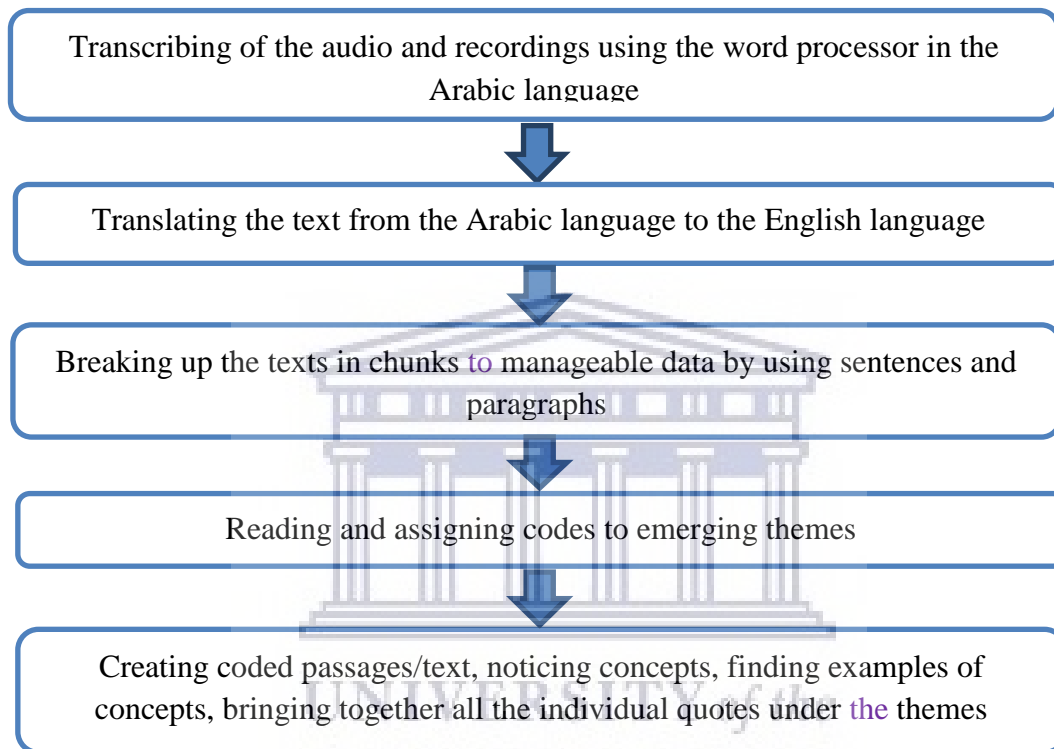 Transcribing of the audio and recordings using the word processor in the
Arabic language
Translating the text from the Arabic language to the English language
Breaking up the texts in chunks to manageable data by using sentences and
paragraphs
Reading and assigning codes to emerging themes
Creating coded passages/text, noticing concepts, finding examples of
concepts, bringing together all the individual quotes under the themes
UNIVERSITY of the